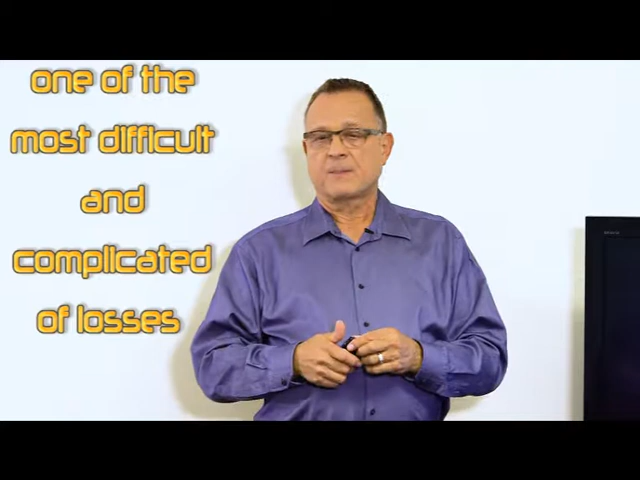 one of the
most difficult
and
complicated
of losses